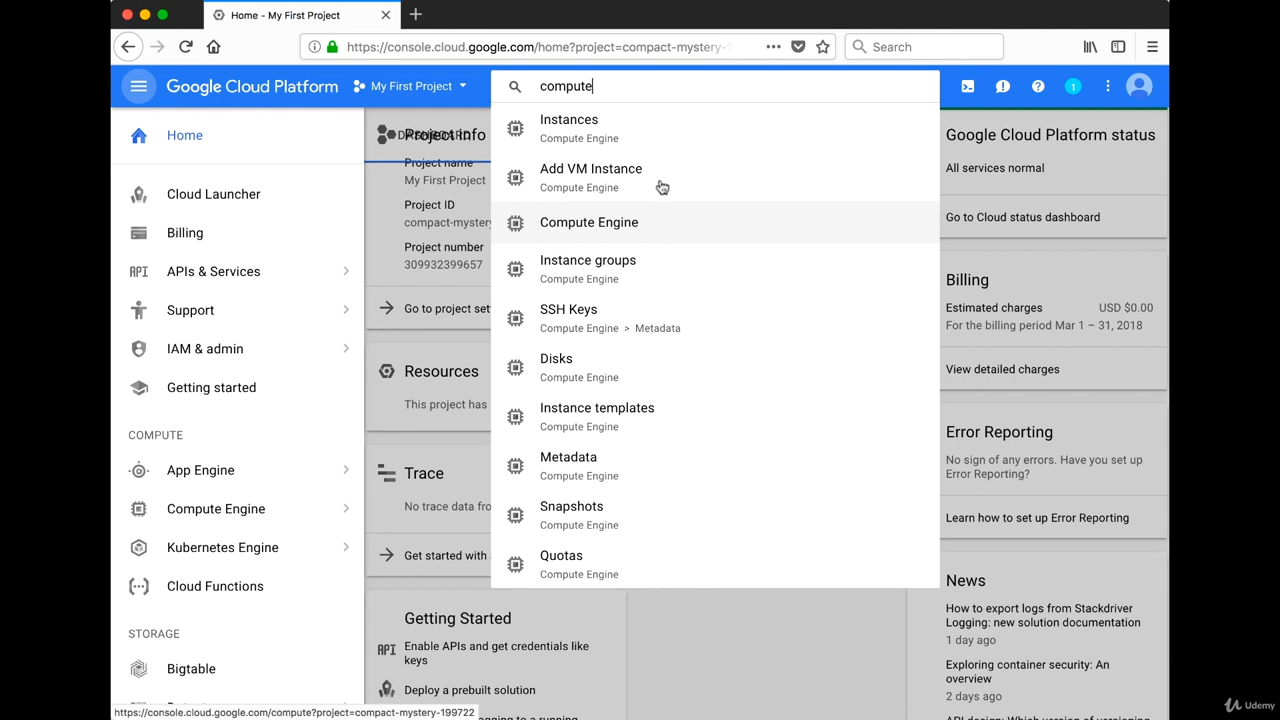 Home - My First Project
https://console.cloud.google.com/home?project=compact-mystery-1
Search
Google Cloud Platform
My First Project
compute
1
Home
Cloud Launcher
Billing
APIs & Services
Support
IAM & admin
Getting started
COMPUTE
App Engine
Compute Engine
Kubernetes Engine
Cloud Functions
STORAGE
Bigtable
https://console.cloud.google.com/compute?project=compact-mystery-199722
Project info
Project name
My First Project
Project ID
compact-mystery
Project number
309932399657
Go to project set
Resources
This project has
Trace
No trace data fro
Get started with
Getting Started
API
Enable APIs and get credentials like
keys
Deploy a prebuilt solution
Instances
Compute Engine
Add VM Instance
Compute Engine
Compute Engine
Instance groups
Compute Engine
SSH Keys
Compute Engine > Metadata
Disks
Compute Engine
Instance templates
Compute Engine
Metadata
Compute Engine
Snapshots
Compute Engine
Quotas
Compute Engine
Google Cloud Platform status
All services normal
Go to Cloud status dashboard
Billing
Estimated charges USD $0.00
For the billing period Mar 1 – 31, 2018
View detailed charges
Error Reporting
No sign of any errors. Have you set up
Error Reporting?
Learn how to set up Error Reporting
News
How to export logs from Stackdriver
Logging: new solution documentation
1 day ago
Exploring container security: An
overview
2 days ago
Udemy